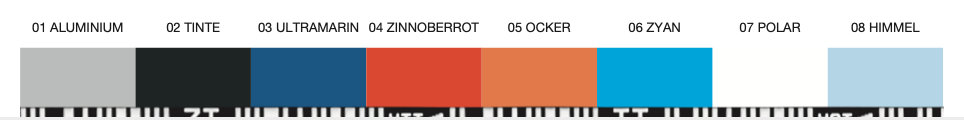 01 ALUMINIUM 02 TINTE 03 ULTRAMARIN 04 ZINNOBERROT 05 OCKER 06 ZYAN 07 POLAR 08 HIMMEL